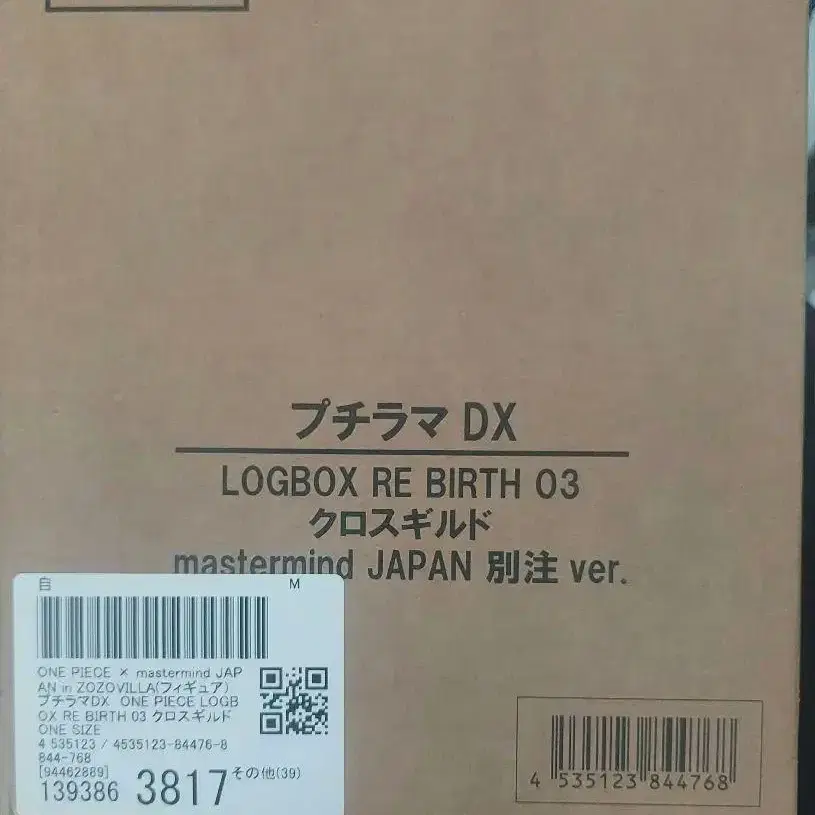 プチラマ DX
LOGBOX RE BIRTH 03
クロスギルド
mastermind JAPAN 別注 ver.
自 M
ONE PIECE × mastermind JAP
AN in ZOZOVILLA(フィギュア)
プチラマDX ONE PIECE LOGB
OX RE BIRTH 03 クロスギルド
ONE SIZE
4 535123 / 4535123-84476-8
844-768
[94462889]
139386 3817 その他(39)
4 535123 844768